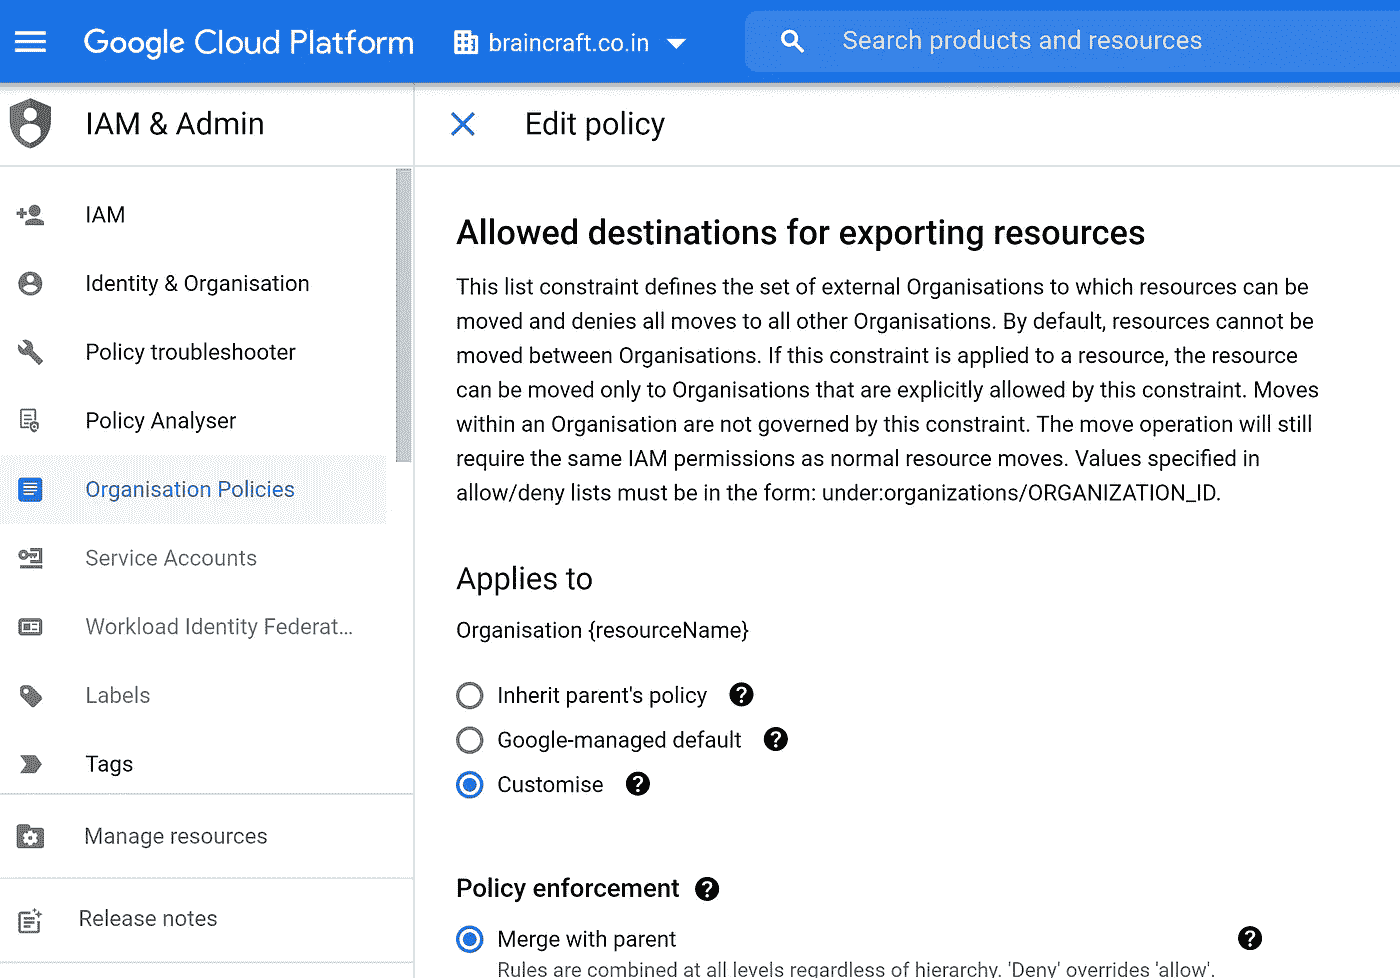 Google Cloud Platform
braincraft.co.in
Search products and resources
IAM & Admin
Edit policy
IAM
Identity & Organisation
Policy troubleshooter
Policy Analyser
Organisation Policies
Service Accounts
Workload Identity Federat...
Labels
Tags
Manage resources
Release notes
Allowed destinations for exporting resources
This list constraint defines the set of external Organisations to which resources can be
moved and denies all moves to all other Organisations. By default, resources cannot be
moved between Organisations. If this constraint is applied to a resource, the resource
can be moved only to Organisations that are explicitly allowed by this constraint. Moves
within an Organisation are not governed by this constraint. The move operation will still
require the same IAM permissions as normal resource moves. Values specified in
allow/deny lists must be in the form: under:organizations/ORGANIZATION_ID.
Applies to
Organisation {resourceName}
Inherit parent's policy
Google-managed default
Customise
Policy enforcement
Merge with parent
Rules are combined at all levels regardless of hierarchy. 'Deny' overrides 'allow'.